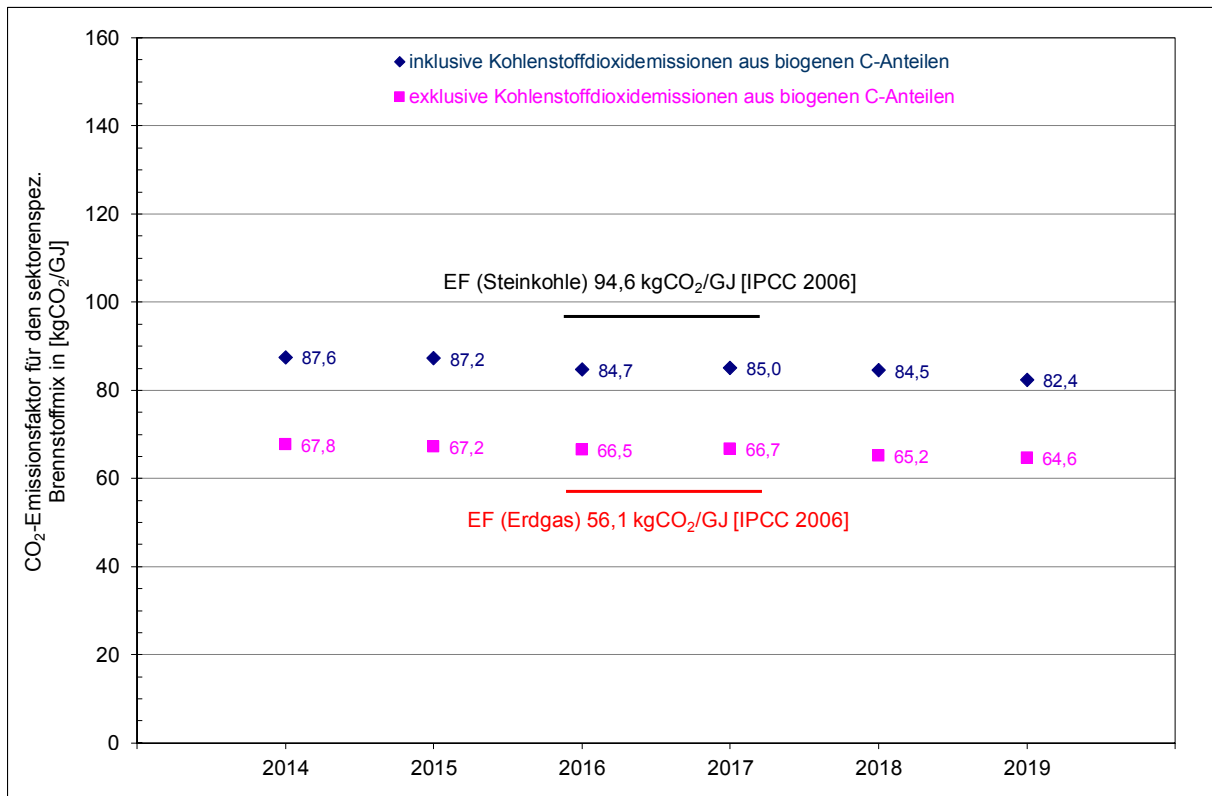 CO₂-Emissionsfaktor für den sektorenspez.
Brennstoffmix in [kgCO₂/GJ]
160
140
120
100
80
60
40
20
0
inklusive Kohlenstoffdioxidemissionen aus biogenen C-Anteilen
exklusive Kohlenstoffdioxidemissionen aus biogenen C-Anteilen
EF (Steinkohle) 94,6 kgCO₂/GJ [IPCC 2006]
87,6 87,2 84,7 85,0 84,5 82,4
67,8 67,2 66,5 66,7 65,2 64,6
EF (Erdgas) 56,1 kgCO₂/GJ [IPCC 2006]
2014 2015 2016 2017 2018 2019